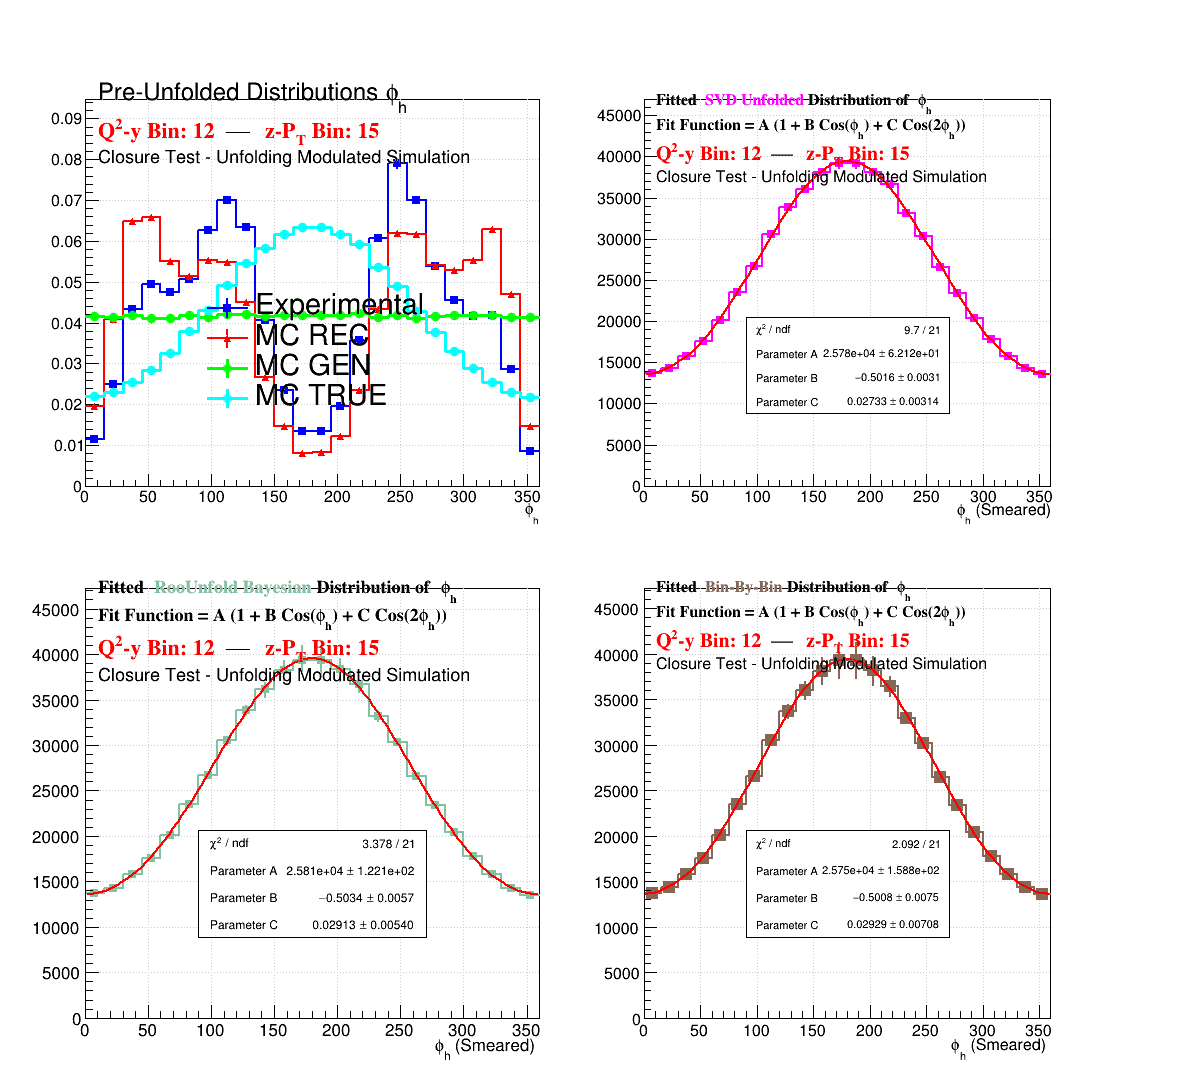 Pre-Unfolded Distributions ϕh
Q²-y Bin: 12 — z-PT Bin: 15
Closure Test - Unfolding Modulated Simulation
0.09
0.08
0.07
0.06
0.05
0.04
0.03
0.02
0.01
0
Experimental
MC REC
MC GEN
MC TRUE
0 50 100 150 200 250 300 350
ϕh
Fitted SVD Unfolded Distribution of ϕh
Fit Function = A (1 + B Cos(ϕh) + C Cos(2ϕh))
Q²-y Bin: 12 — z-PT Bin: 15
Closure Test - Unfolding Modulated Simulation
45000
40000
35000
30000
25000
20000
15000
10000
5000
0
χ² / ndf 9.7 / 21
Parameter A 2.578e+04 ± 6.212e+01
Parameter B −0.5016 ± 0.0031
Parameter C 0.02733 ± 0.00314
0 50 100 150 200 250 300 350
ϕh (Smeared)
Fitted RooUnfold Bayesian Distribution of ϕh
Fit Function = A (1 + B Cos(ϕh) + C Cos(2ϕh))
Q²-y Bin: 12 — z-PT Bin: 15
Closure Test - Unfolding Modulated Simulation
45000
40000
35000
30000
25000
20000
15000
10000
5000
0
χ² / ndf 3.378 / 21
Parameter A 2.581e+04 ± 1.221e+02
Parameter B −0.5034 ± 0.0057
Parameter C 0.02913 ± 0.00540
0 50 100 150 200 250 300 350
ϕh (Smeared)
Fitted Bin-By-Bin Distribution of ϕh
Fit Function = A (1 + B Cos(ϕh) + C Cos(2ϕh))
Q²-y Bin: 12 — z-PT Bin: 15
Closure Test - Unfolding Modulated Simulation
45000
40000
35000
30000
25000
20000
15000
10000
5000
0
χ² / ndf 2.092 / 21
Parameter A 2.575e+04 ± 1.588e+02
Parameter B −0.5008 ± 0.0075
Parameter C 0.02929 ± 0.00708
0 50 100 150 200 250 300 350
ϕh (Smeared)